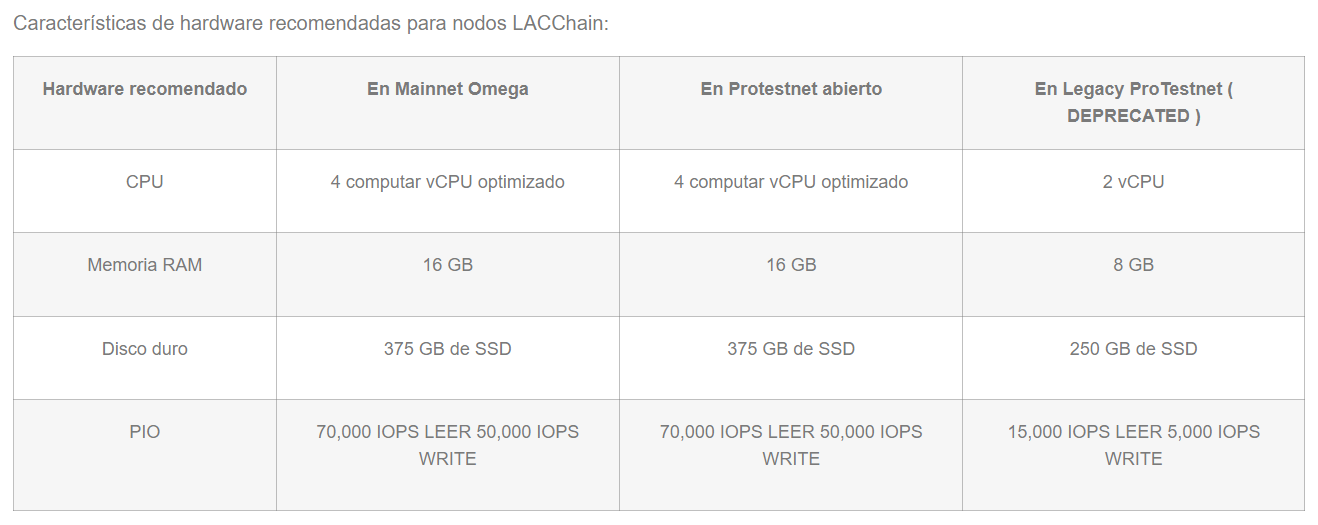 Características de hardware recomendadas para nodos LACChain:
Hardware recomendado
En Mainnet Omega
En Protestnet abierto
En Legacy ProTestnet (
DEPRECATED )
CPU
4 computar vCPU optimizado
4 computar vCPU optimizado
2 vCPU
Memoria RAM
16 GB
16 GB
8 GB
Disco duro
375 GB de SSD
375 GB de SSD
250 GB de SSD
PIO
70,000 IOPS LEER 50,000 IOPS
WRITE
70,000 IOPS LEER 50,000 IOPS
WRITE
15,000 IOPS LEER 5,000 IOPS
WRITE